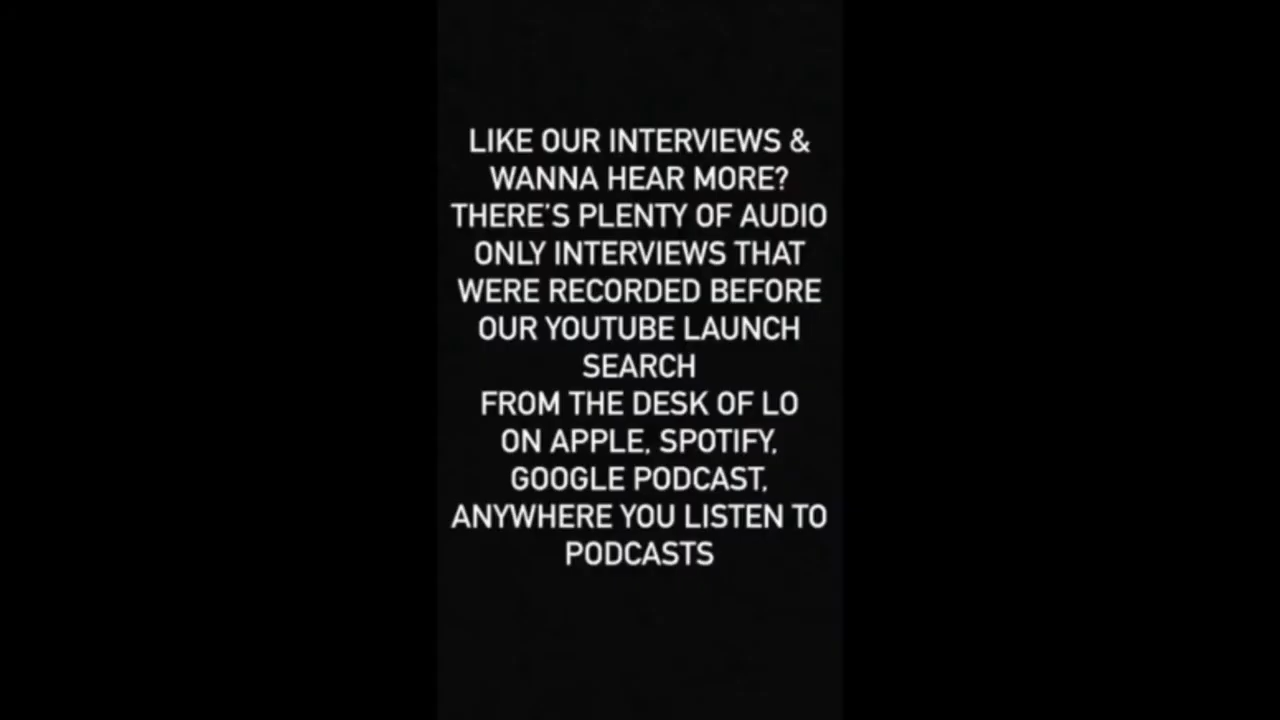 LIKE OUR INTERVIEWS &
WANNA HEAR MORE?
THERE'S PLENTY OF AUDIO
ONLY INTERVIEWS THAT
WERE RECORDED BEFORE
OUR YOUTUBE LAUNCH
SEARCH
FROM THE DESK OF LO
ON APPLE, SPOTIFY,
GOOGLE PODCAST,
ANYWHERE YOU LISTEN TO
PODCASTS